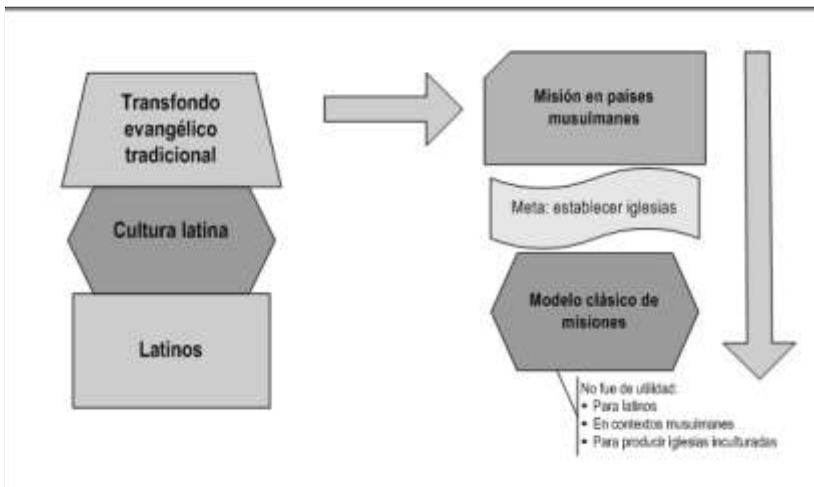 Transfondo
evangélico
tradicional
Cultura latina
Latinos
Misión en países
musulmanes
Meta: establecer iglesias
Modelo clásico de
misiones
No fue de utilidad:
• Para latinos
• En contextos musulmanes
• Para producir iglesias inculturadas